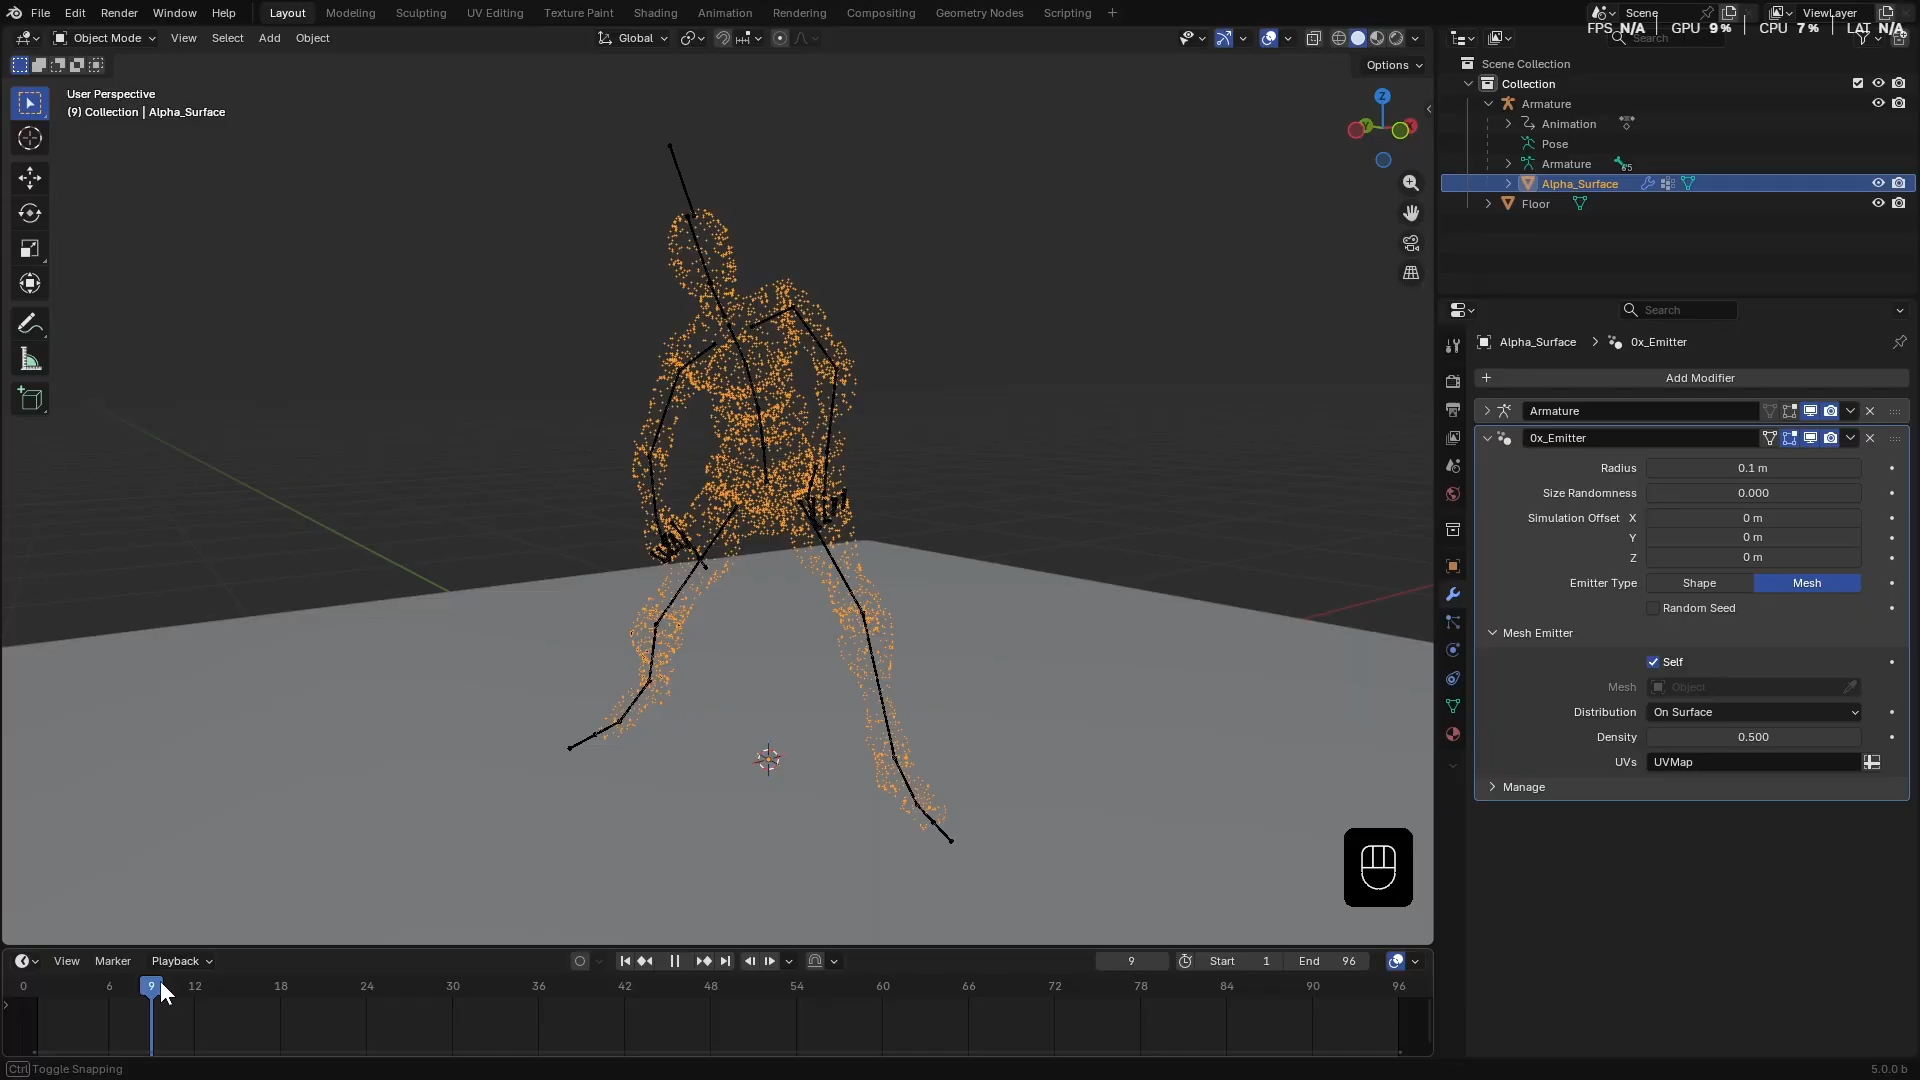 File Edit Render Window Help Layout Modeling Sculpting UV Editing Texture Paint Shading Animation Rendering Compositing Geometry Nodes Scripting Scene ViewLayer
FPS N/A GPU 9% CPU 7% LAT N/A
Object Mode View Select Add Object Global Search
Options
User Perspective
(9) Collection | Alpha_Surface
Z
Y
Scene Collection
Collection
Armature
Animation
Pose
Armature 65
Alpha_Surface
Floor
Search
Alpha_Surface 0x_Emitter
Add Modifier
Armature
0x_Emitter
Radius 0.1 m
Size Randomness 0.000
Simulation Offset X 0 m
Y 0 m
Z 0 m
Emitter Type Shape Mesh
Random Seed
Mesh Emitter
Self
Mesh Object
Distribution On Surface
Density 0.500
UVs UVMap
Manage
View Marker Playback 9 Start 1 End 96
0 6 9 12 18 24 30 36 42 48 54 60 66 72 78 84 90 96
Ctrl Toggle Snapping 5.0.0 b